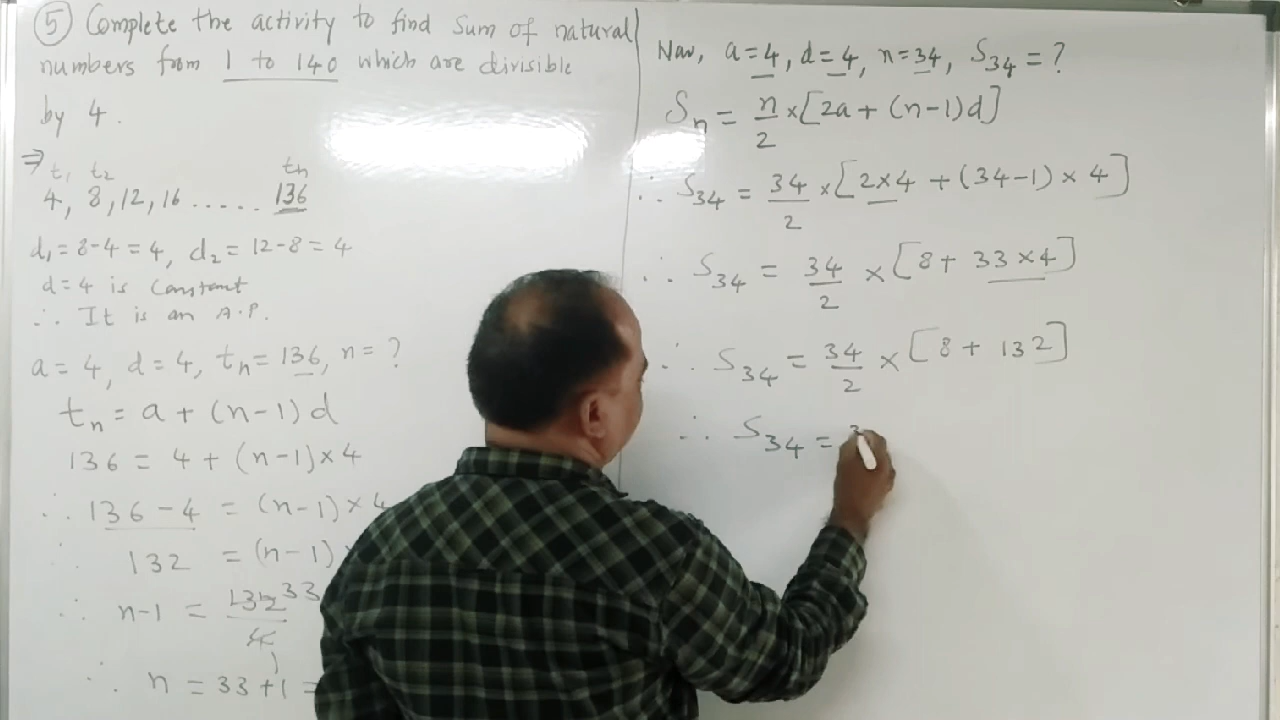 ⑤ Complete the activity to find Sum of natural
numbers from 1 to 140 which are divisible
by 4.
⇒ t₁ t₂ tn
4, 8, 12, 16 ..... 136
d₁ = 8-4 = 4, d₂ = 12-8 = 4
d = 4 is Constant
∴ It is an A.P.
a = 4, d = 4, tn = 136, n = ?
tn = a + (n-1) d
136 = 4 + (n-1) × 4
∴ 136 - 4 = (n-1) × 4
∴ 132 = (n-1)
∴ n-1 = 132 33
4
1
∴ n = 33 + 1 =
Now, a = 4, d = 4, n = 34, S34 = ?
Sn = n/2 × [2a + (n-1)d]
∴ S34 = 34/2 × [2×4 + (34-1) × 4]
∴ S34 = 34/2 × [8 + 33 × 4]
∴ S34 = 34/2 × [8 + 132]
∴ S34 =